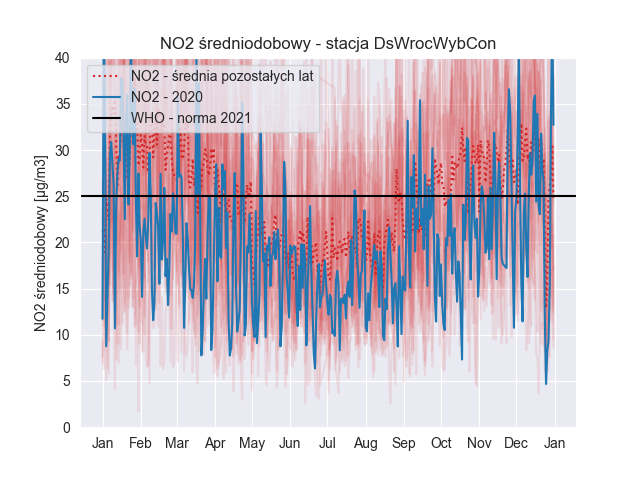 NO2 średniodobowy - stacja DsWrocWybCon
NO2 średniodobowy [µg/m3]
40
35
30
25
20
15
10
5
0
NO2 - średnia pozostałych lat
NO2 - 2020
WHO - norma 2021
Jan Feb Mar Apr May Jun Jul Aug Sep Oct Nov Dec Jan